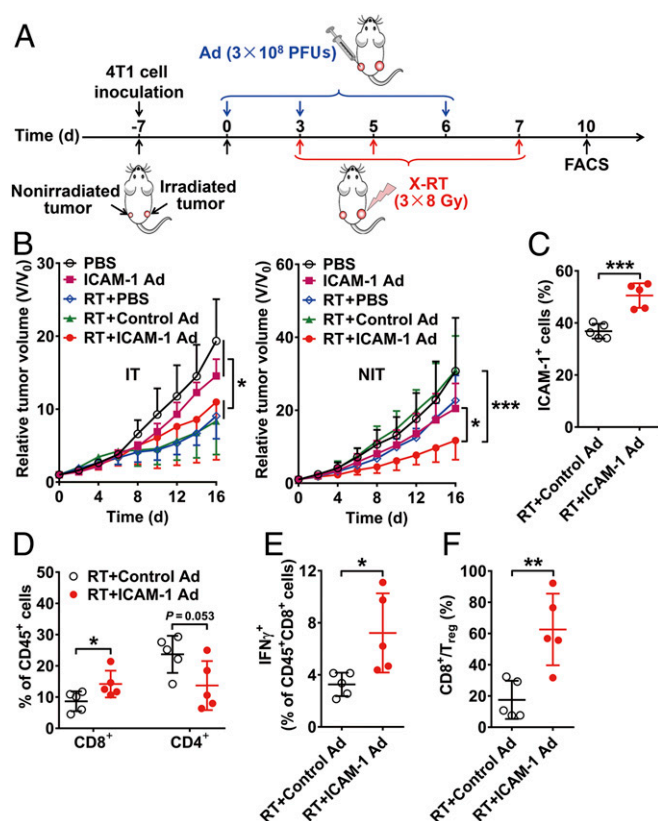 A
Ad (3×10⁸ PFUs)
4T1 cell
inoculation
Time (d)
-7 0 3 5 6 7 10
FACS
Nonirradiated
tumor
Irradiated
tumor
X-RT
(3×8 Gy)
B
Relative tumor volume (V/V₀)
30
20
10
0
PBS
ICAM-1 Ad
RT+PBS
RT+Control Ad
RT+ICAM-1 Ad
IT
*
0 4 8 12 16
Time (d)
Relative tumor volume (V/V₀)
60
40
20
0
NIT
*
***
0 4 8 12 16
Time (d)
C
ICAM-1⁺ cells (%)
60
40
20
0
***
RT+Control Ad
RT+ICAM-1 Ad
D
% of CD45⁺ cells
50
40
30
20
10
0
RT+Control Ad
RT+ICAM-1 Ad
*
P = 0.053
CD8⁺ CD4⁺
E
IFNγ⁺
(% of CD45⁺CD8⁺ cells)
12
8
4
0
*
RT+Control Ad
RT+ICAM-1 Ad
F
CD8⁺/Treg (%)
100
80
60
40
20
0
**
RT+Control Ad
RT+ICAM-1 Ad